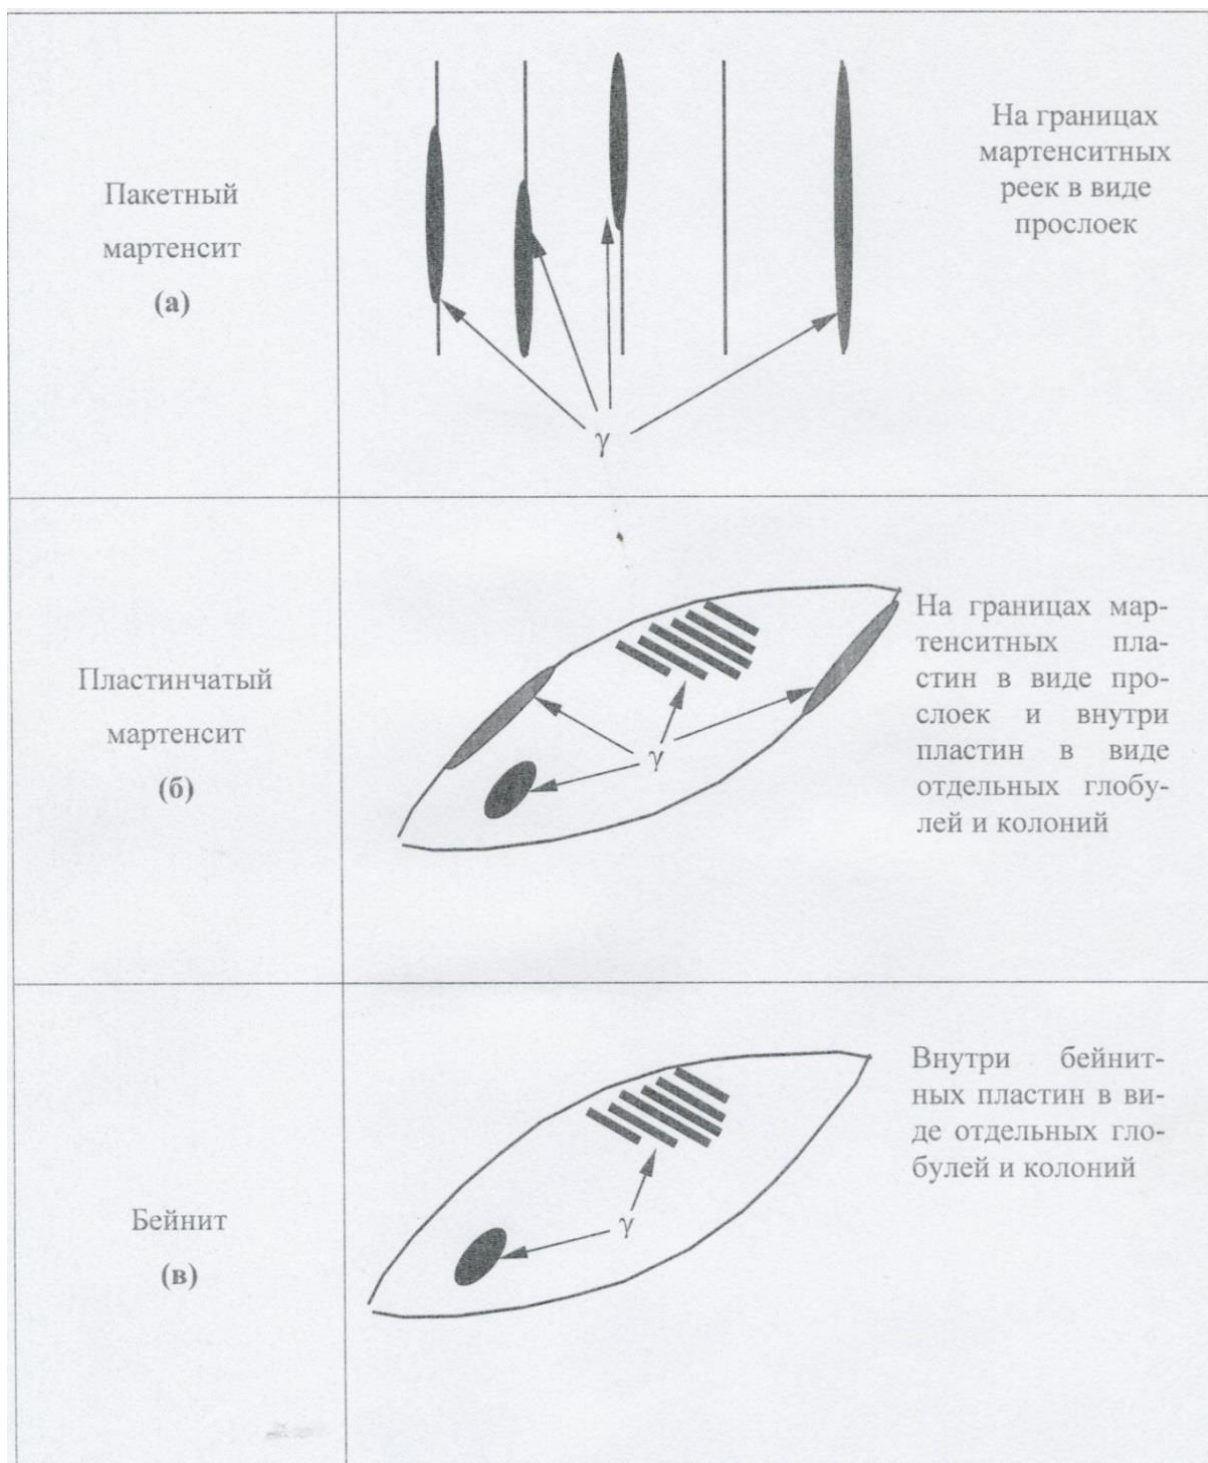 Пакетный
мартенсит
(а)
γ
На границах
мартенситных
реек в виде
прослоек
Пластинчатый
мартенсит
(б)
γ
На границах мар-
тенситных пла-
стин в виде про-
слоек и внутри
пластин в виде
отдельных глобу-
лей и колоний
Бейнит
(в)
γ
Внутри бейнит-
ных пластин в ви-
де отдельных гло-
булей и колоний